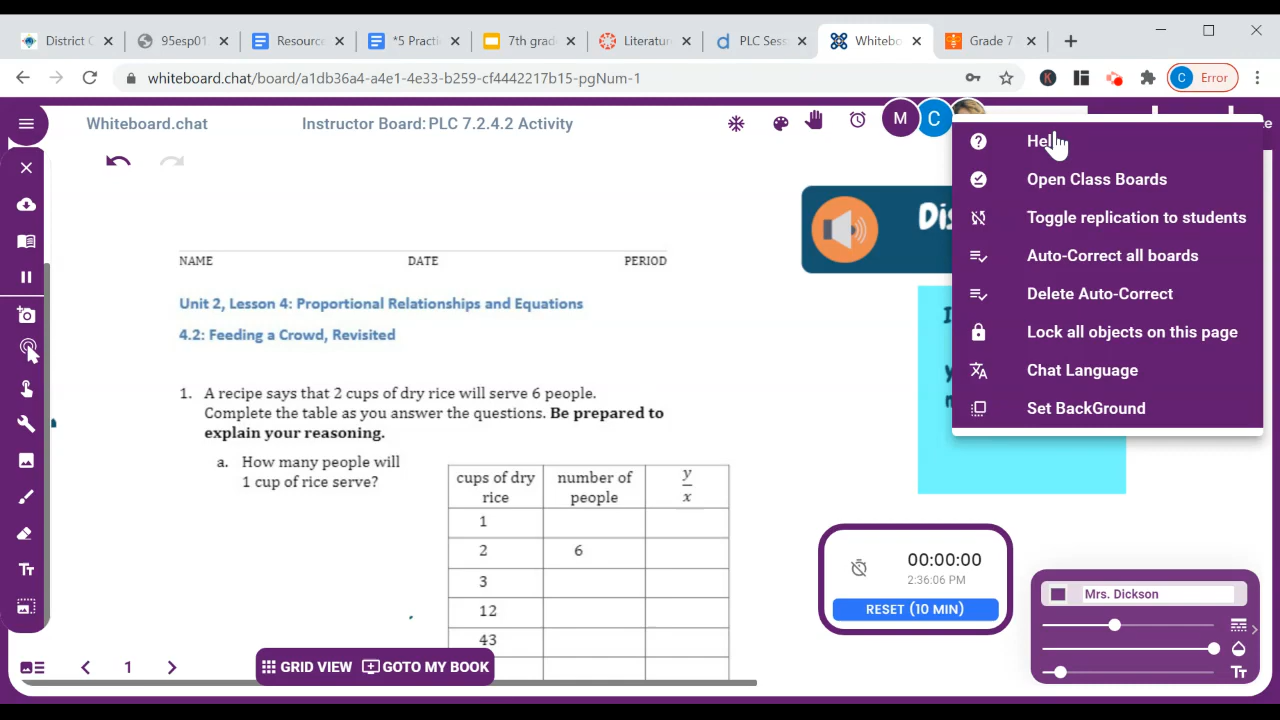 District C
95esp01
Resource
*5 Practi
7th grade
Literature
PLC Sess
Whitebo
Grade 7
whiteboard.chat/board/a1db36a4-a4e1-4e33-b259-cf4442217b15-pgNum-1
K
C Error
Whiteboard.chat
Instructor Board: PLC 7.2.4.2 Activity
M
C
Help
Open Class Boards
Toggle replication to students
Auto-Correct all boards
Delete Auto-Correct
Lock all objects on this page
Chat Language
Set BackGround
NAME DATE PERIOD
Unit 2, Lesson 4: Proportional Relationships and Equations
4.2: Feeding a Crowd, Revisited
1. A recipe says that 2 cups of dry rice will serve 6 people.
Complete the table as you answer the questions. Be prepared to
explain your reasoning.
a. How many people will
1 cup of rice serve?
cups of dry rice
number of people
y
x
1
2 6
3
12
43
00:00:00
2:36:06 PM
RESET (10 MIN)
Mrs. Dickson
Tт
Tт
1
GRID VIEW
GOTO MY BOOK